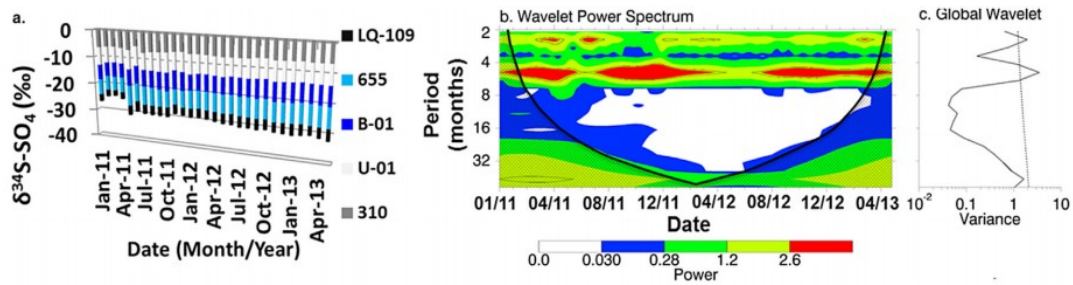 a.
δ³⁴S-SO₄ (‰)
0
-10
-20
-30
-40
Jan-11
Apr-11
Jul-11
Oct-11
Jan-12
Apr-12
Jul-12
Oct-12
Jan-13
Apr-13
Date (Month/Year)
LQ-109
655
B-01
U-01
310
b. Wavelet Power Spectrum
Period
(months)
2
4
8
16
32
01/11 04/11 08/11 12/11 04/12 08/12 12/12 04/13
Date
0.0 0.030 0.28 1.2 2.6
Power
c. Global Wavelet
10⁻² 0.1 1 10
Variance